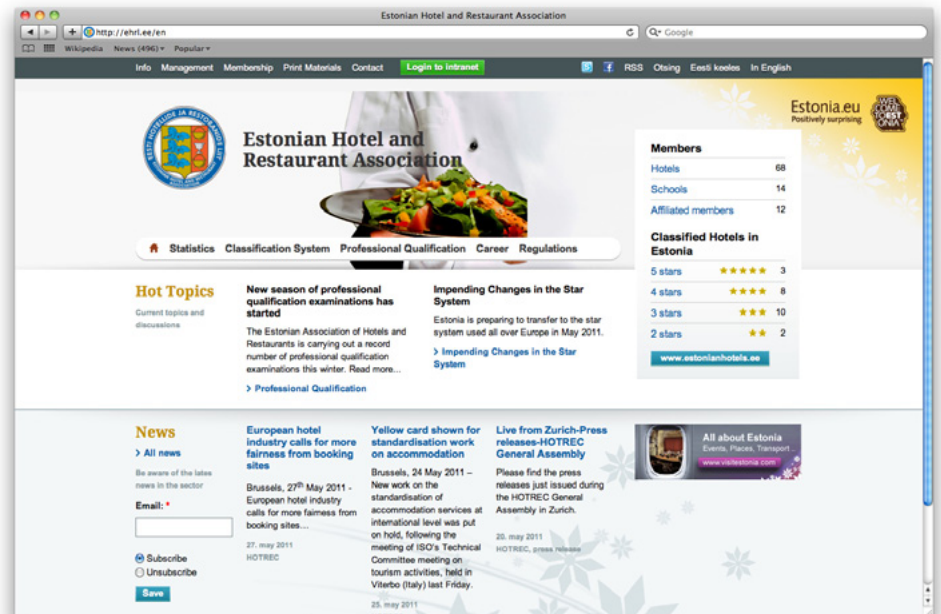 Estonian Hotel and Restaurant Association
http://ehrl.ee/en
Google
Wikipedia News (496) Popular
Info Management Membership Print Materials Contact Login to intranet
RSS Otsing Eesti keeles In English
Estonia.eu
Positively surprising
WEL
COME
TO EST
ONIA
EESTI HOTELLIDE JA RESTORANIDE LIIT
Estonian Hotel and
Restaurant Association
Statistics Classification System Professional Qualification Career Regulations
Members
Hotels 68
Schools 14
Affiliated members 12
Classified Hotels in
Estonia
5 stars 3
4 stars 8
3 stars 10
2 stars 2
www.estonianhotels.ee
Hot Topics
Current topics and
discussions
New season of professional
qualification examinations has
started
The Estonian Association of Hotels and
Restaurants is carrying out a record
number of professional qualification
examinations this winter. Read more...
> Professional Qualification
Impending Changes in the Star
System
Estonia is preparing to transfer to the star
system used all over Europe in May 2011.
> Impending Changes in the Star
System
News
> All news
Be aware of the lates
news in the sector
Email: *
Subscribe
Unsubscribe
Save
European hotel
industry calls for more
fairness from booking
sites
Brussels, 27th May 2011 -
European hotel industry
calls for more fairness from
booking sites…
27. may 2011
HOTREC
Yellow card shown for
standardisation work
on accommodation
Brussels, 24 May 2011 –
New work on the
standardisation of
accommodation services at
international level was put
on hold, following the
meeting of ISO's Technical
Committee meeting on
tourism activities, held in
Viterbo (Italy) last Friday.
25. may 2011
Live from Zurich-Press
releases-HOTREC
General Assembly
Please find the press
releases just issued during
the HOTREC General
Assembly in Zurich.
20. may 2011
HOTREC, press release
All about Estonia
Events, Places, Transport ..
www.visitestonia.com